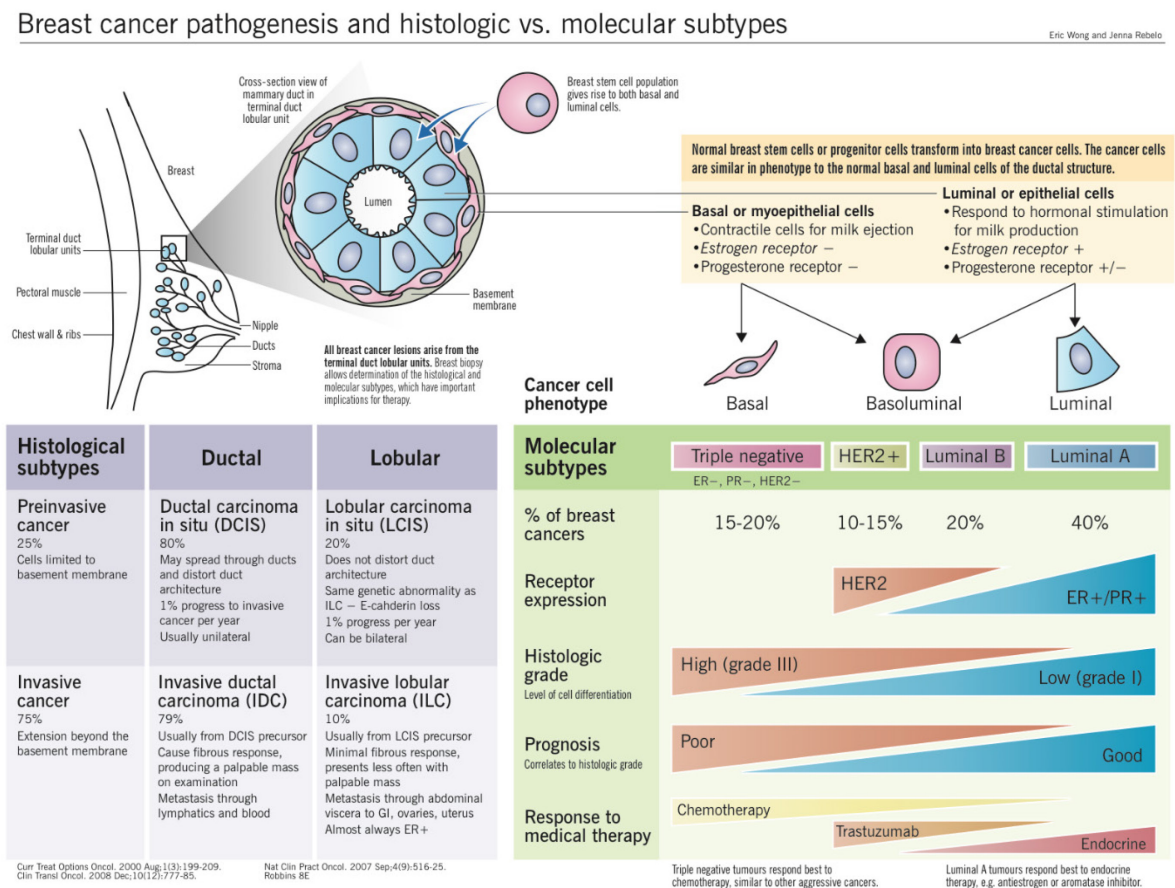 Breast cancer pathogenesis and histologic vs. molecular subtypes
Eric Wong and Jenna Rebelo
Cross-section view of
mammary duct in
terminal duct
lobular unit
Breast stem cell population
gives rise to both basal and
luminal cells.
Breast
Lumen
Terminal duct
lobular units
Pectoral muscle
Chest wall & ribs
Nipple
Ducts
Stroma
Basement
membrane
All breast cancer lesions arise from the
terminal duct lobular units. Breast biopsy
allows determination of the histological and
molecular subtypes, which have important
implications for therapy.
Normal breast stem cells or progenitor cells transform into breast cancer cells. The cancer cells
are similar in phenotype to the normal basal and luminal cells of the ductal structure.
Basal or myoepithelial cells
•Contractile cells for milk ejection
•Estrogen receptor −
•Progesterone receptor −
Luminal or epithelial cells
•Respond to hormonal stimulation
for milk production
•Estrogen receptor +
•Progesterone receptor +/−
Cancer cell
phenotype
Basal
Basoluminal
Luminal
Histological
subtypes
Ductal
Lobular
Preinvasive
cancer
25%
Cells limited to
basement membrane
Ductal carcinoma
in situ (DCIS)
80%
May spread through ducts
and distort duct
architecture
1% progress to invasive
cancer per year
Usually unilateral
Lobular carcinoma
in situ (LCIS)
20%
Does not distort duct
architecture
Same genetic abnormality as
ILC − E-cahderin loss
1% progress per year
Can be bilateral
Invasive
cancer
75%
Extension beyond the
basement membrane
Invasive ductal
carcinoma (IDC)
79%
Usually from DCIS precursor
Cause fibrous response,
producing a palpable mass
on examination
Metastasis through
lymphatics and blood
Invasive lobular
carcinoma (ILC)
10%
Usually from LCIS precursor
Minimal fibrous response,
presents less often with
palpable mass
Metastasis through abdominal
viscera to GI, ovaries, uterus
Almost always ER+
Molecular
subtypes
Triple negative
ER−, PR−, HER2−
HER2+
Luminal B
Luminal A
% of breast
cancers
15-20%
10-15%
20%
40%
Receptor
expression
HER2
ER+/PR+
Histologic
grade
Level of cell differentiation
High (grade III)
Low (grade I)
Prognosis
Correlates to histologic grade
Poor
Good
Response to
medical therapy
Chemotherapy
Trastuzumab
Endocrine
Triple negative tumours respond best to
chemotherapy, similar to other aggressive cancers.
Luminal A tumours respond best to endocrine
therapy, e.g. antiestrogen or aromatase inhibitor.
Curr Treat Options Oncol. 2000 Aug;1(3):199-209.
Clin Transl Oncol. 2008 Dec;10(12):777-85.
Nat Clin Pract Oncol. 2007 Sep;4(9):516-25.
Robbins 8E